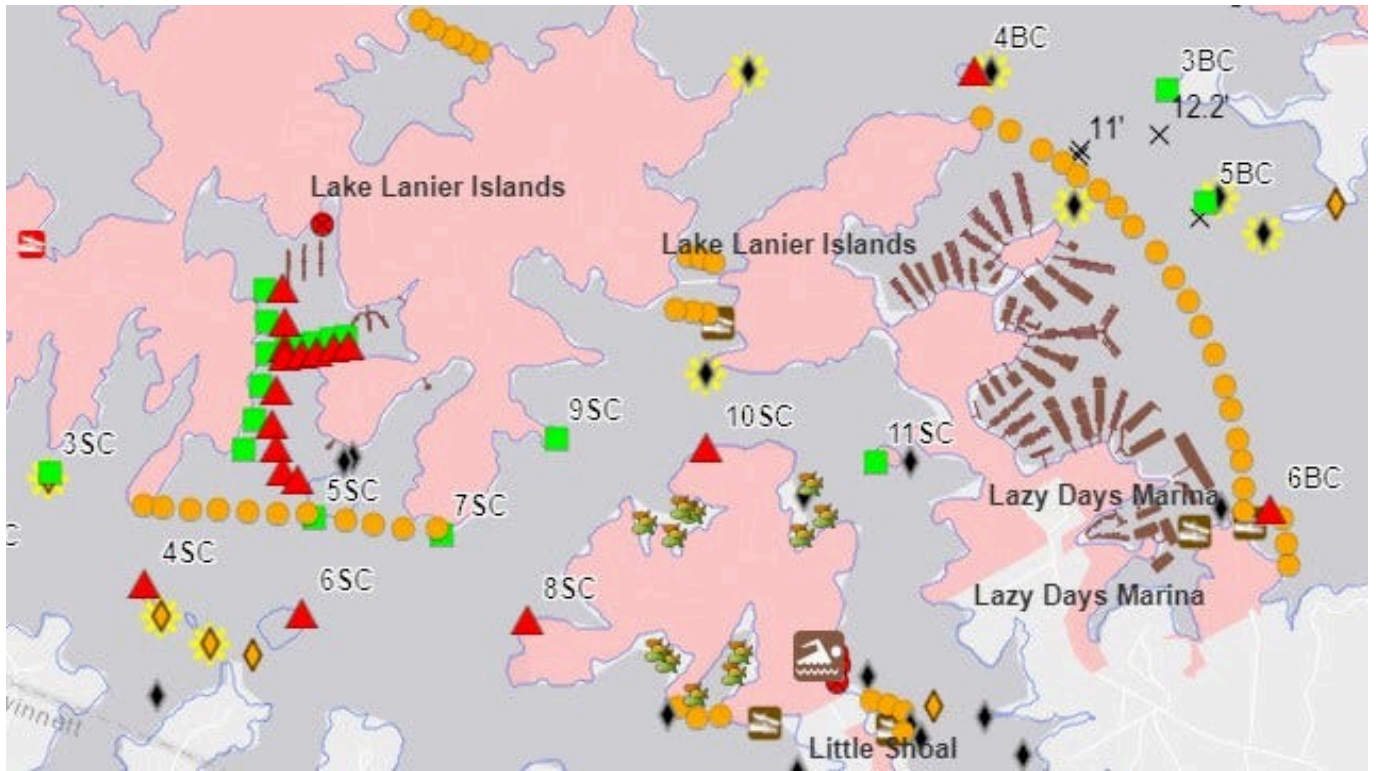 4BC
3BC
12.2'
11'
5BC
Lake Lanier Islands
Lake Lanier Islands
9SC
10SC
11SC
3SC
5SC
7SC
Lazy Days Marina
6BC
4SC
6SC
8SC
Lazy Days Marina
winnett
Little Shoal